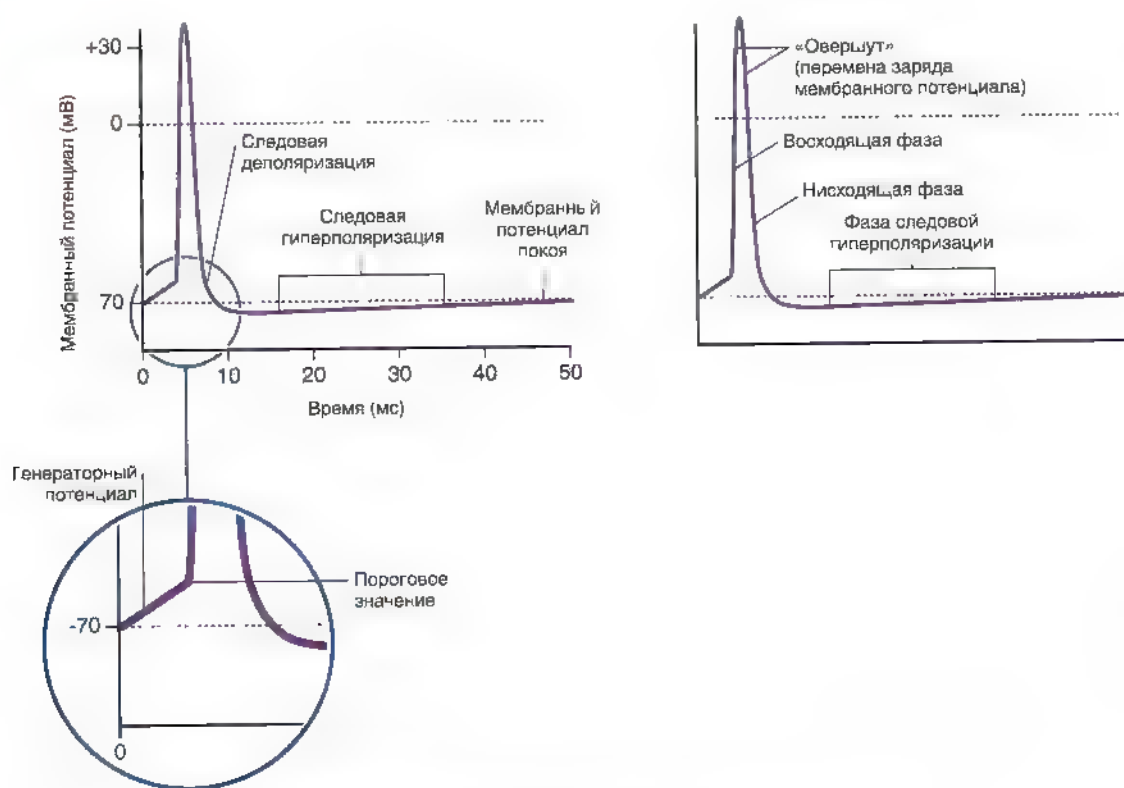 +30
0
70
Мембранный потенциал (мВ)
Следовая
деполяризация
Следовая
гиперполяризация
Мембранный
потенциал
покоя
0
10
20
30
40
50
Время (мс)
«Овершут»
(перемена заряда
мембранного потенциала)
Восходящая фаза
Нисходящая фаза
Фаза следовой
гиперполяризации
Генераторный
потенциал
Пороговое
значение
-70
0